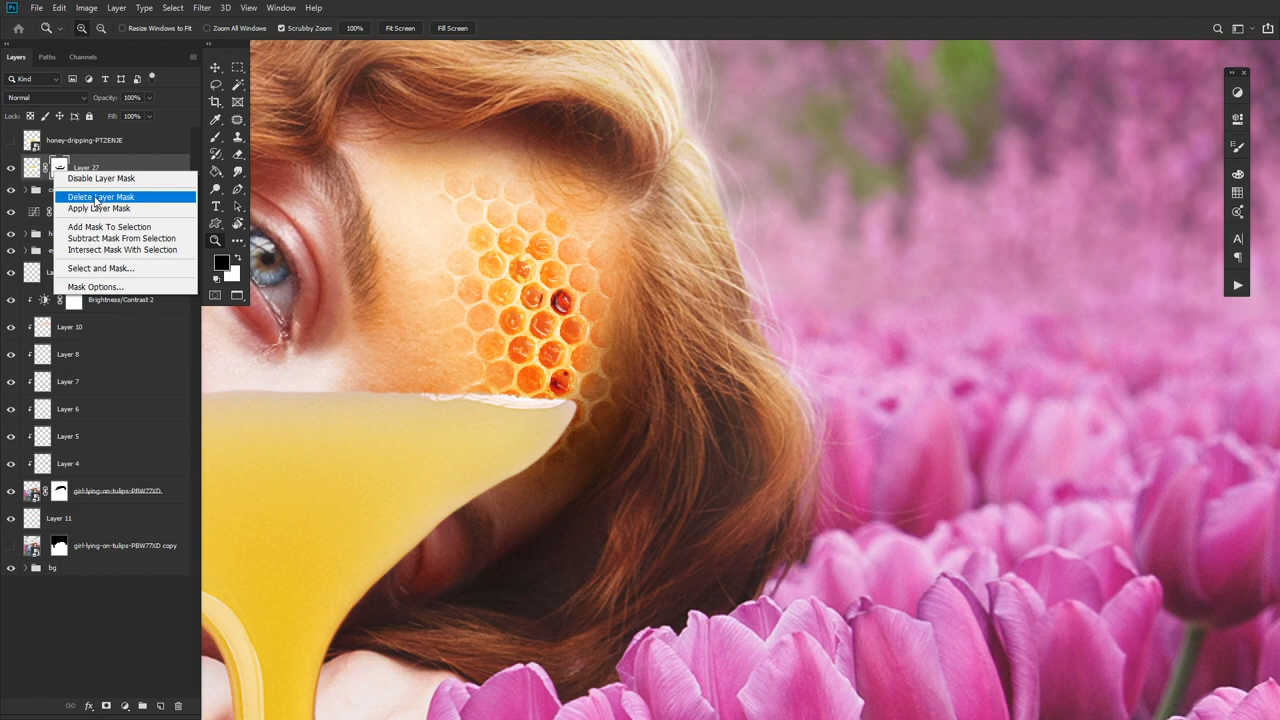 Ps File Edit Image Layer Type Select Filter 3D View Window Help
Resize Windows to Fit Zoom All Windows Scrubby Zoom 100% Fit Screen Fill Screen
Layers Paths Channels
Kind
Normal Opacity: 100%
Lock: Fill: 100%
honey-dripping-PTZENJE
Layer 27
Disable Layer Mask
Delete Layer Mask
Apply Layer Mask
Add Mask To Selection
Subtract Mask From Selection
Intersect Mask With Selection
Select and Mask...
Mask Options...
Brightness/Contrast 2
Layer 10
Layer 8
Layer 7
Layer 6
Layer 5
Layer 4
girl-lying-on-tulips-PBW77XD
Layer 11
girl-lying-on-tulips-PBW77XD copy
bg